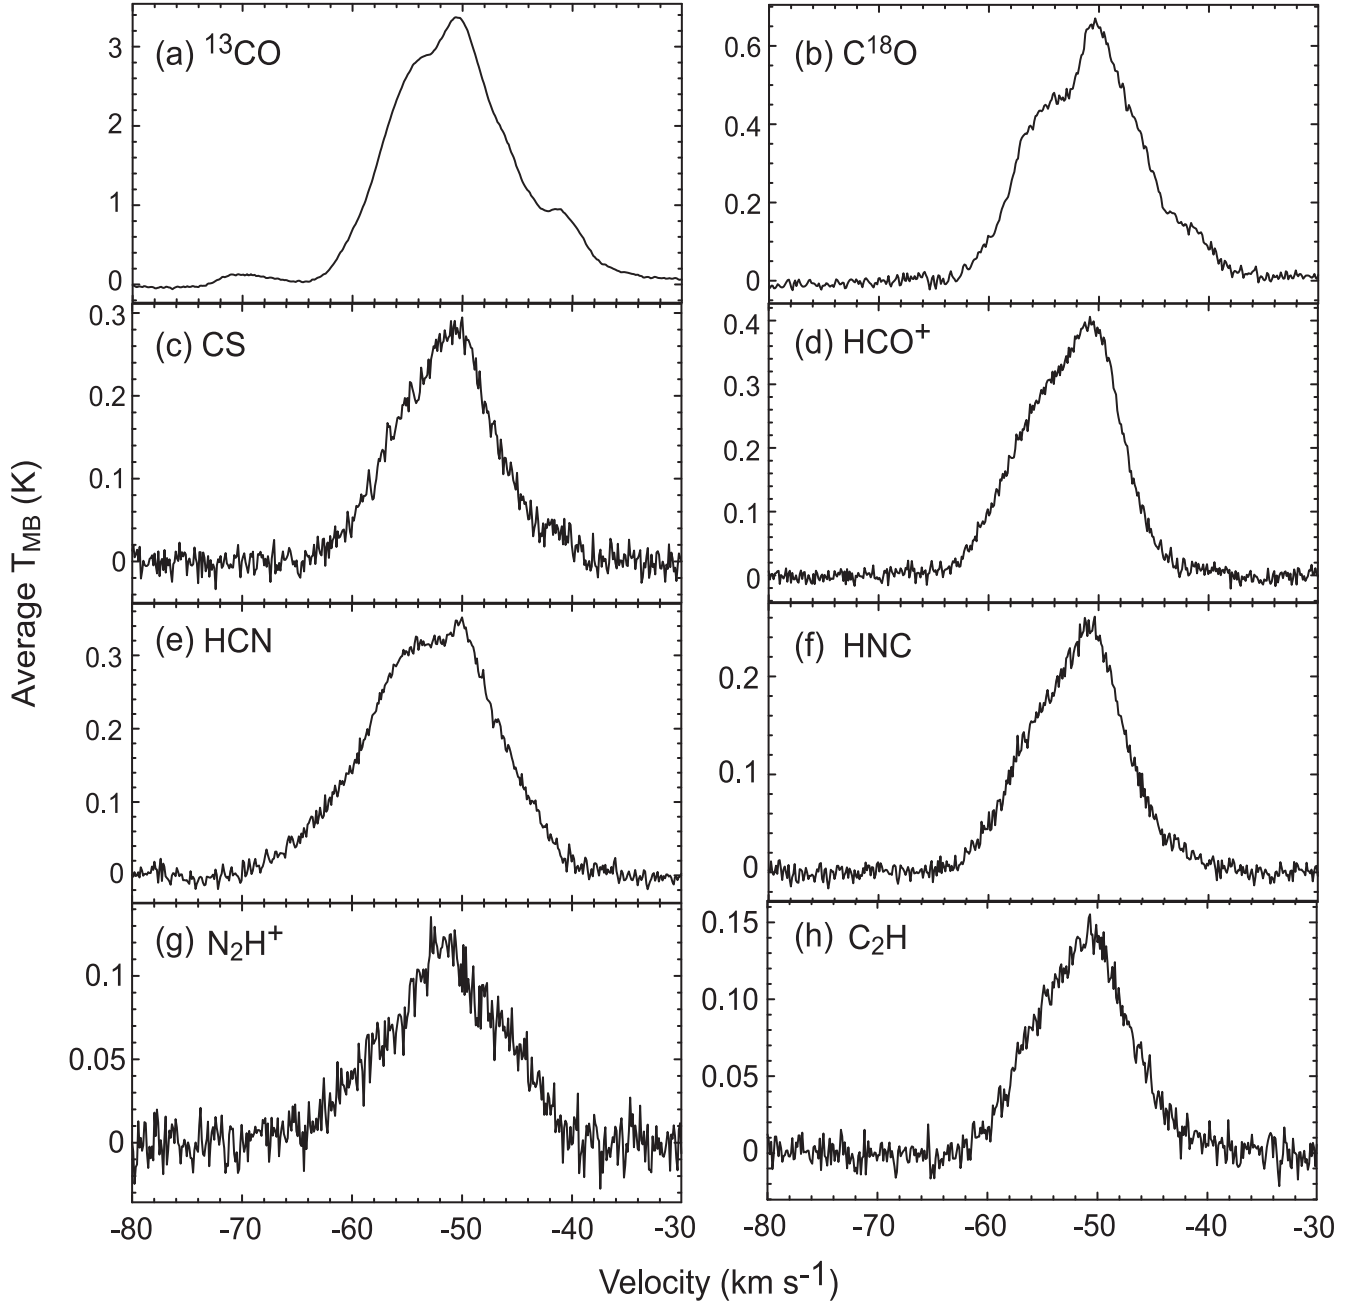 (a) ¹³CO
3
2
1
0
(b) C¹⁸O
0.6
0.4
0.2
0
(c) CS
0.3
0.2
0.1
0
(d) HCO⁺
0.4
0.3
0.2
0.1
0
(e) HCN
0.3
0.2
0.1
0
(f) HNC
0.2
0.1
0
(g) N₂H⁺
0.1
0.05
0
(h) C₂H
0.15
0.10
0.05
0
-80 -70 -60 -50 -40 -30
-80 -70 -60 -50 -40 -30
Average T_MB (K)
Velocity (km s⁻¹)